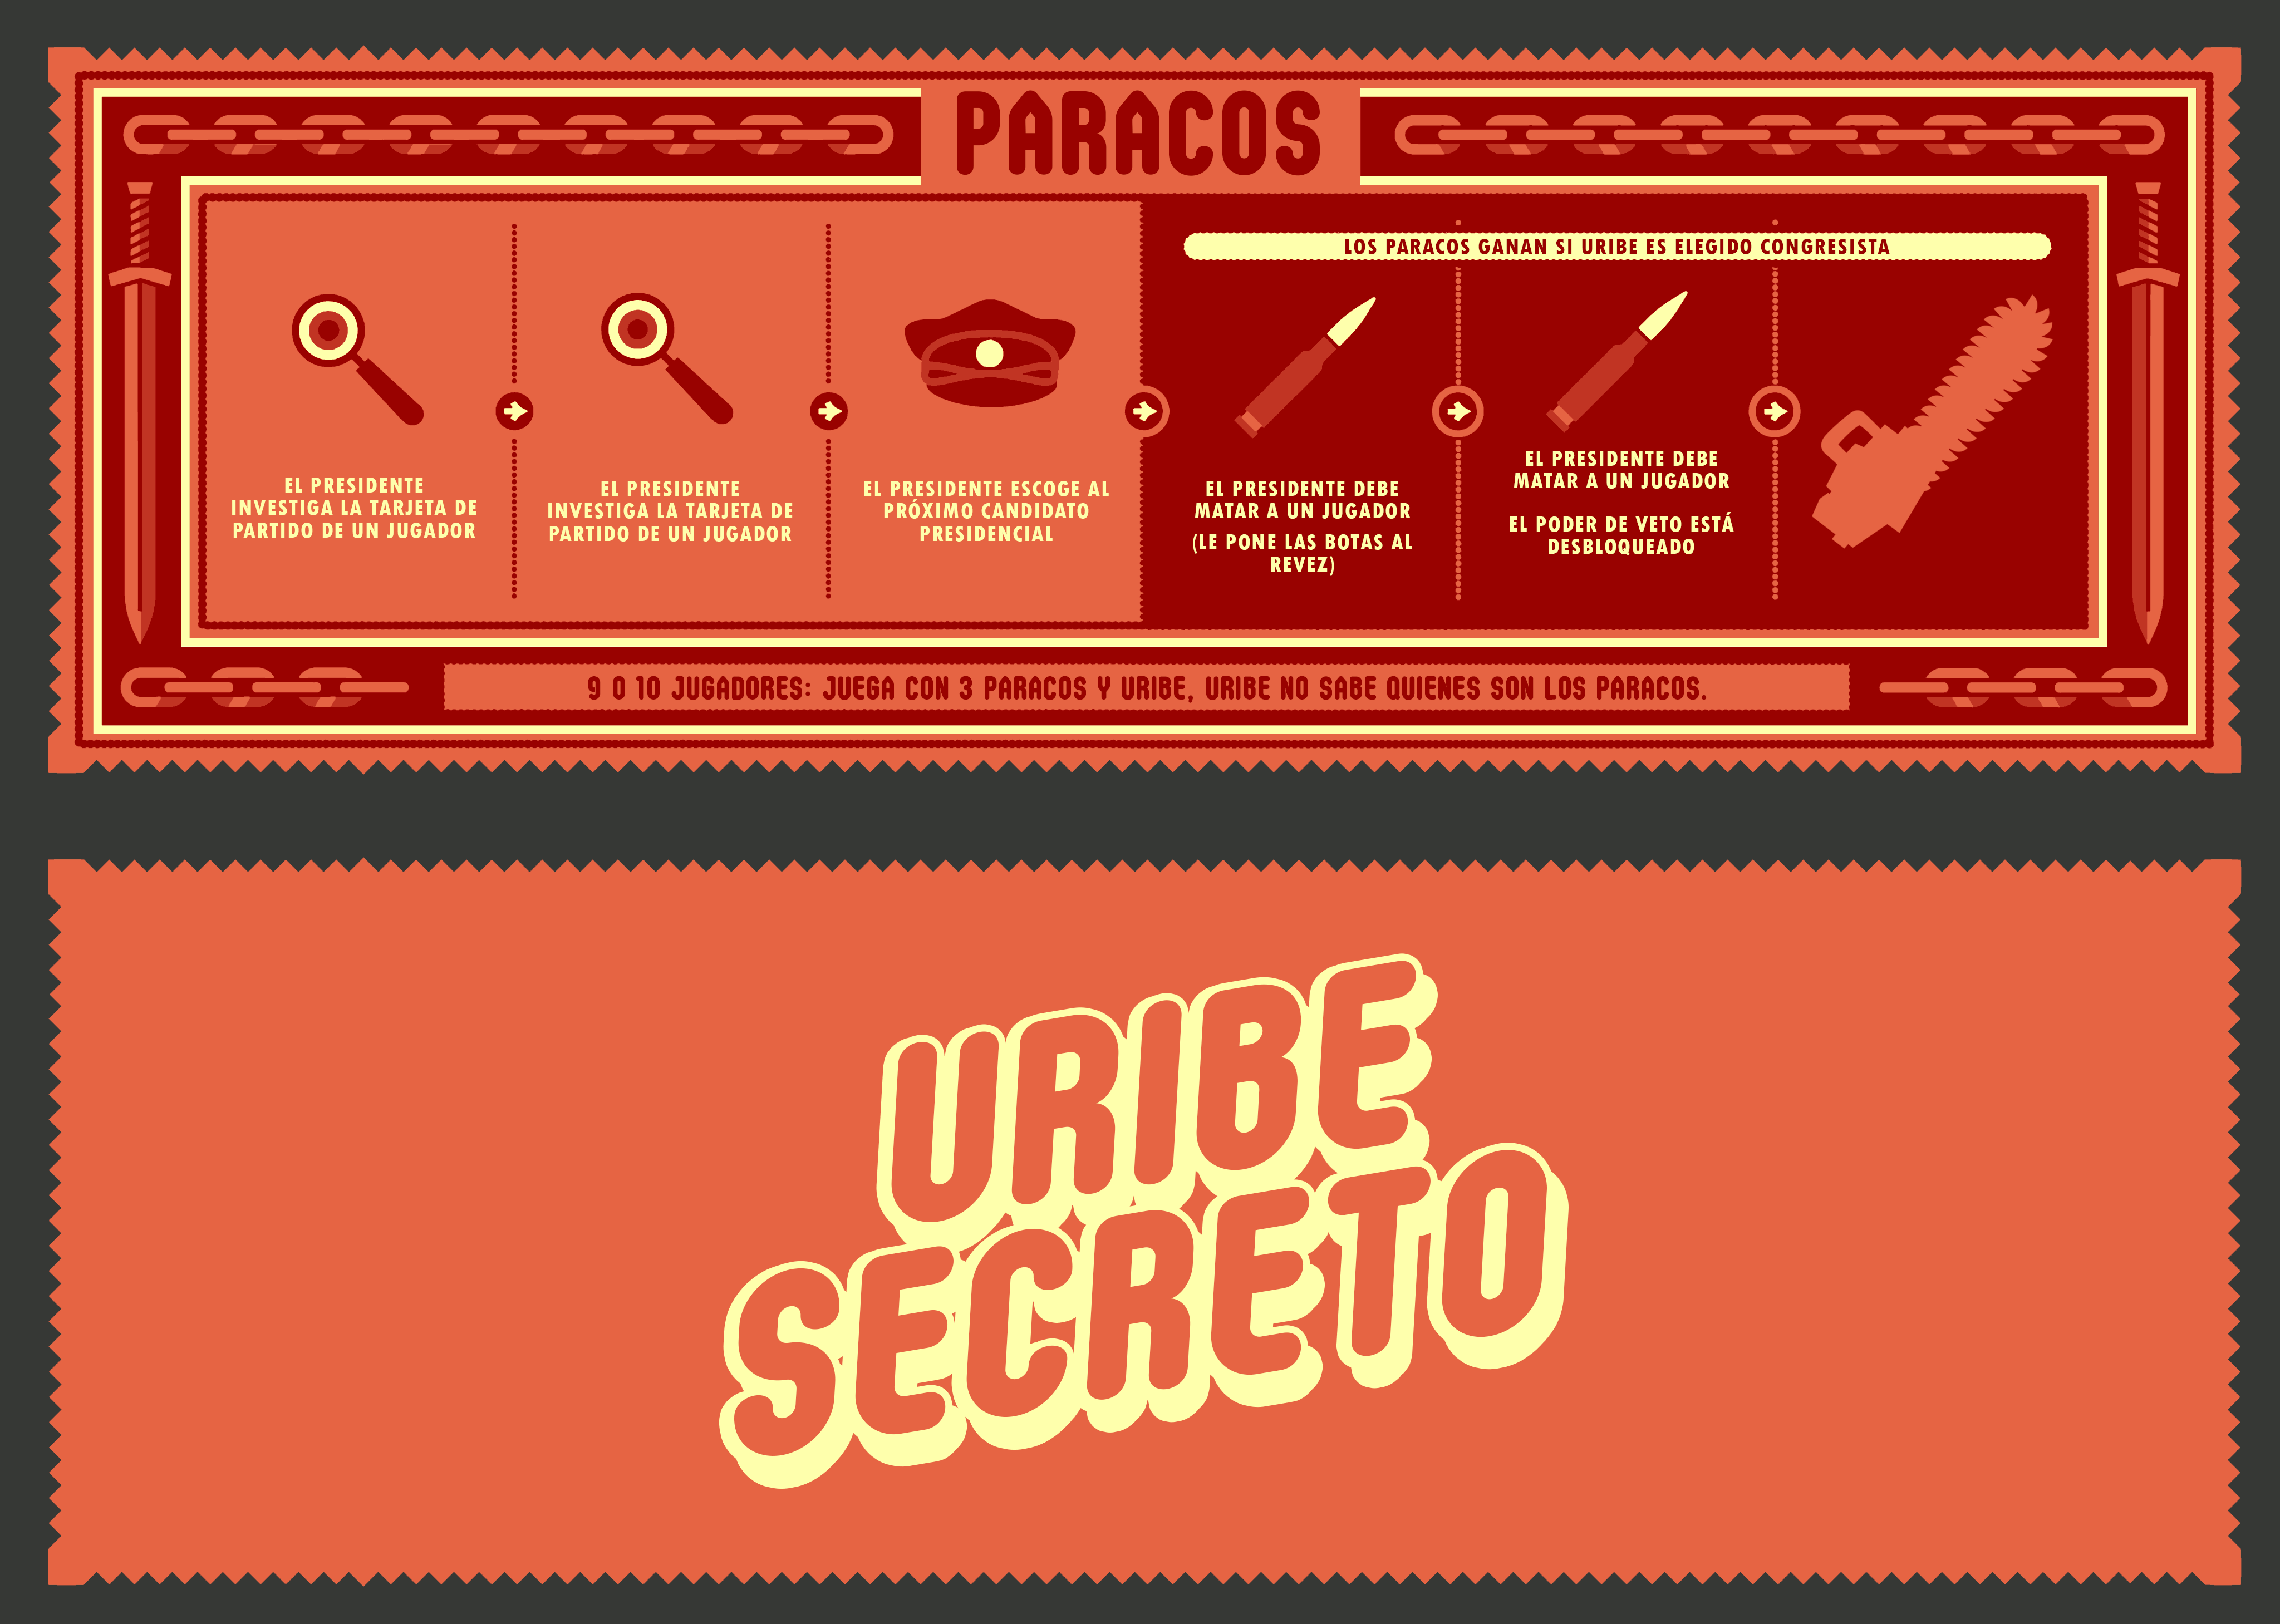 PARACOS
LOS PARACOS GANAN SI URIBE ES ELEGIDO CONGRESISTA
EL PRESIDENTE
INVESTIGA LA TARJETA DE
PARTIDO DE UN JUGADOR
EL PRESIDENTE
INVESTIGA LA TARJETA DE
PARTIDO DE UN JUGADOR
EL PRESIDENTE ESCOGE AL
PRÓXIMO CANDIDATO
PRESIDENCIAL
EL PRESIDENTE DEBE
MATAR A UN JUGADOR
(LE PONE LAS BOTAS AL
REVEZ)
EL PRESIDENTE DEBE
MATAR A UN JUGADOR
EL PODER DE VETO ESTÁ
DESBLOQUEADO
9 O 10 JUGADORES: JUEGA CON 3 PARACOS Y URIBE, URIBE NO SABE QUIENES SON LOS PARACOS.
URIBE
SECRETO